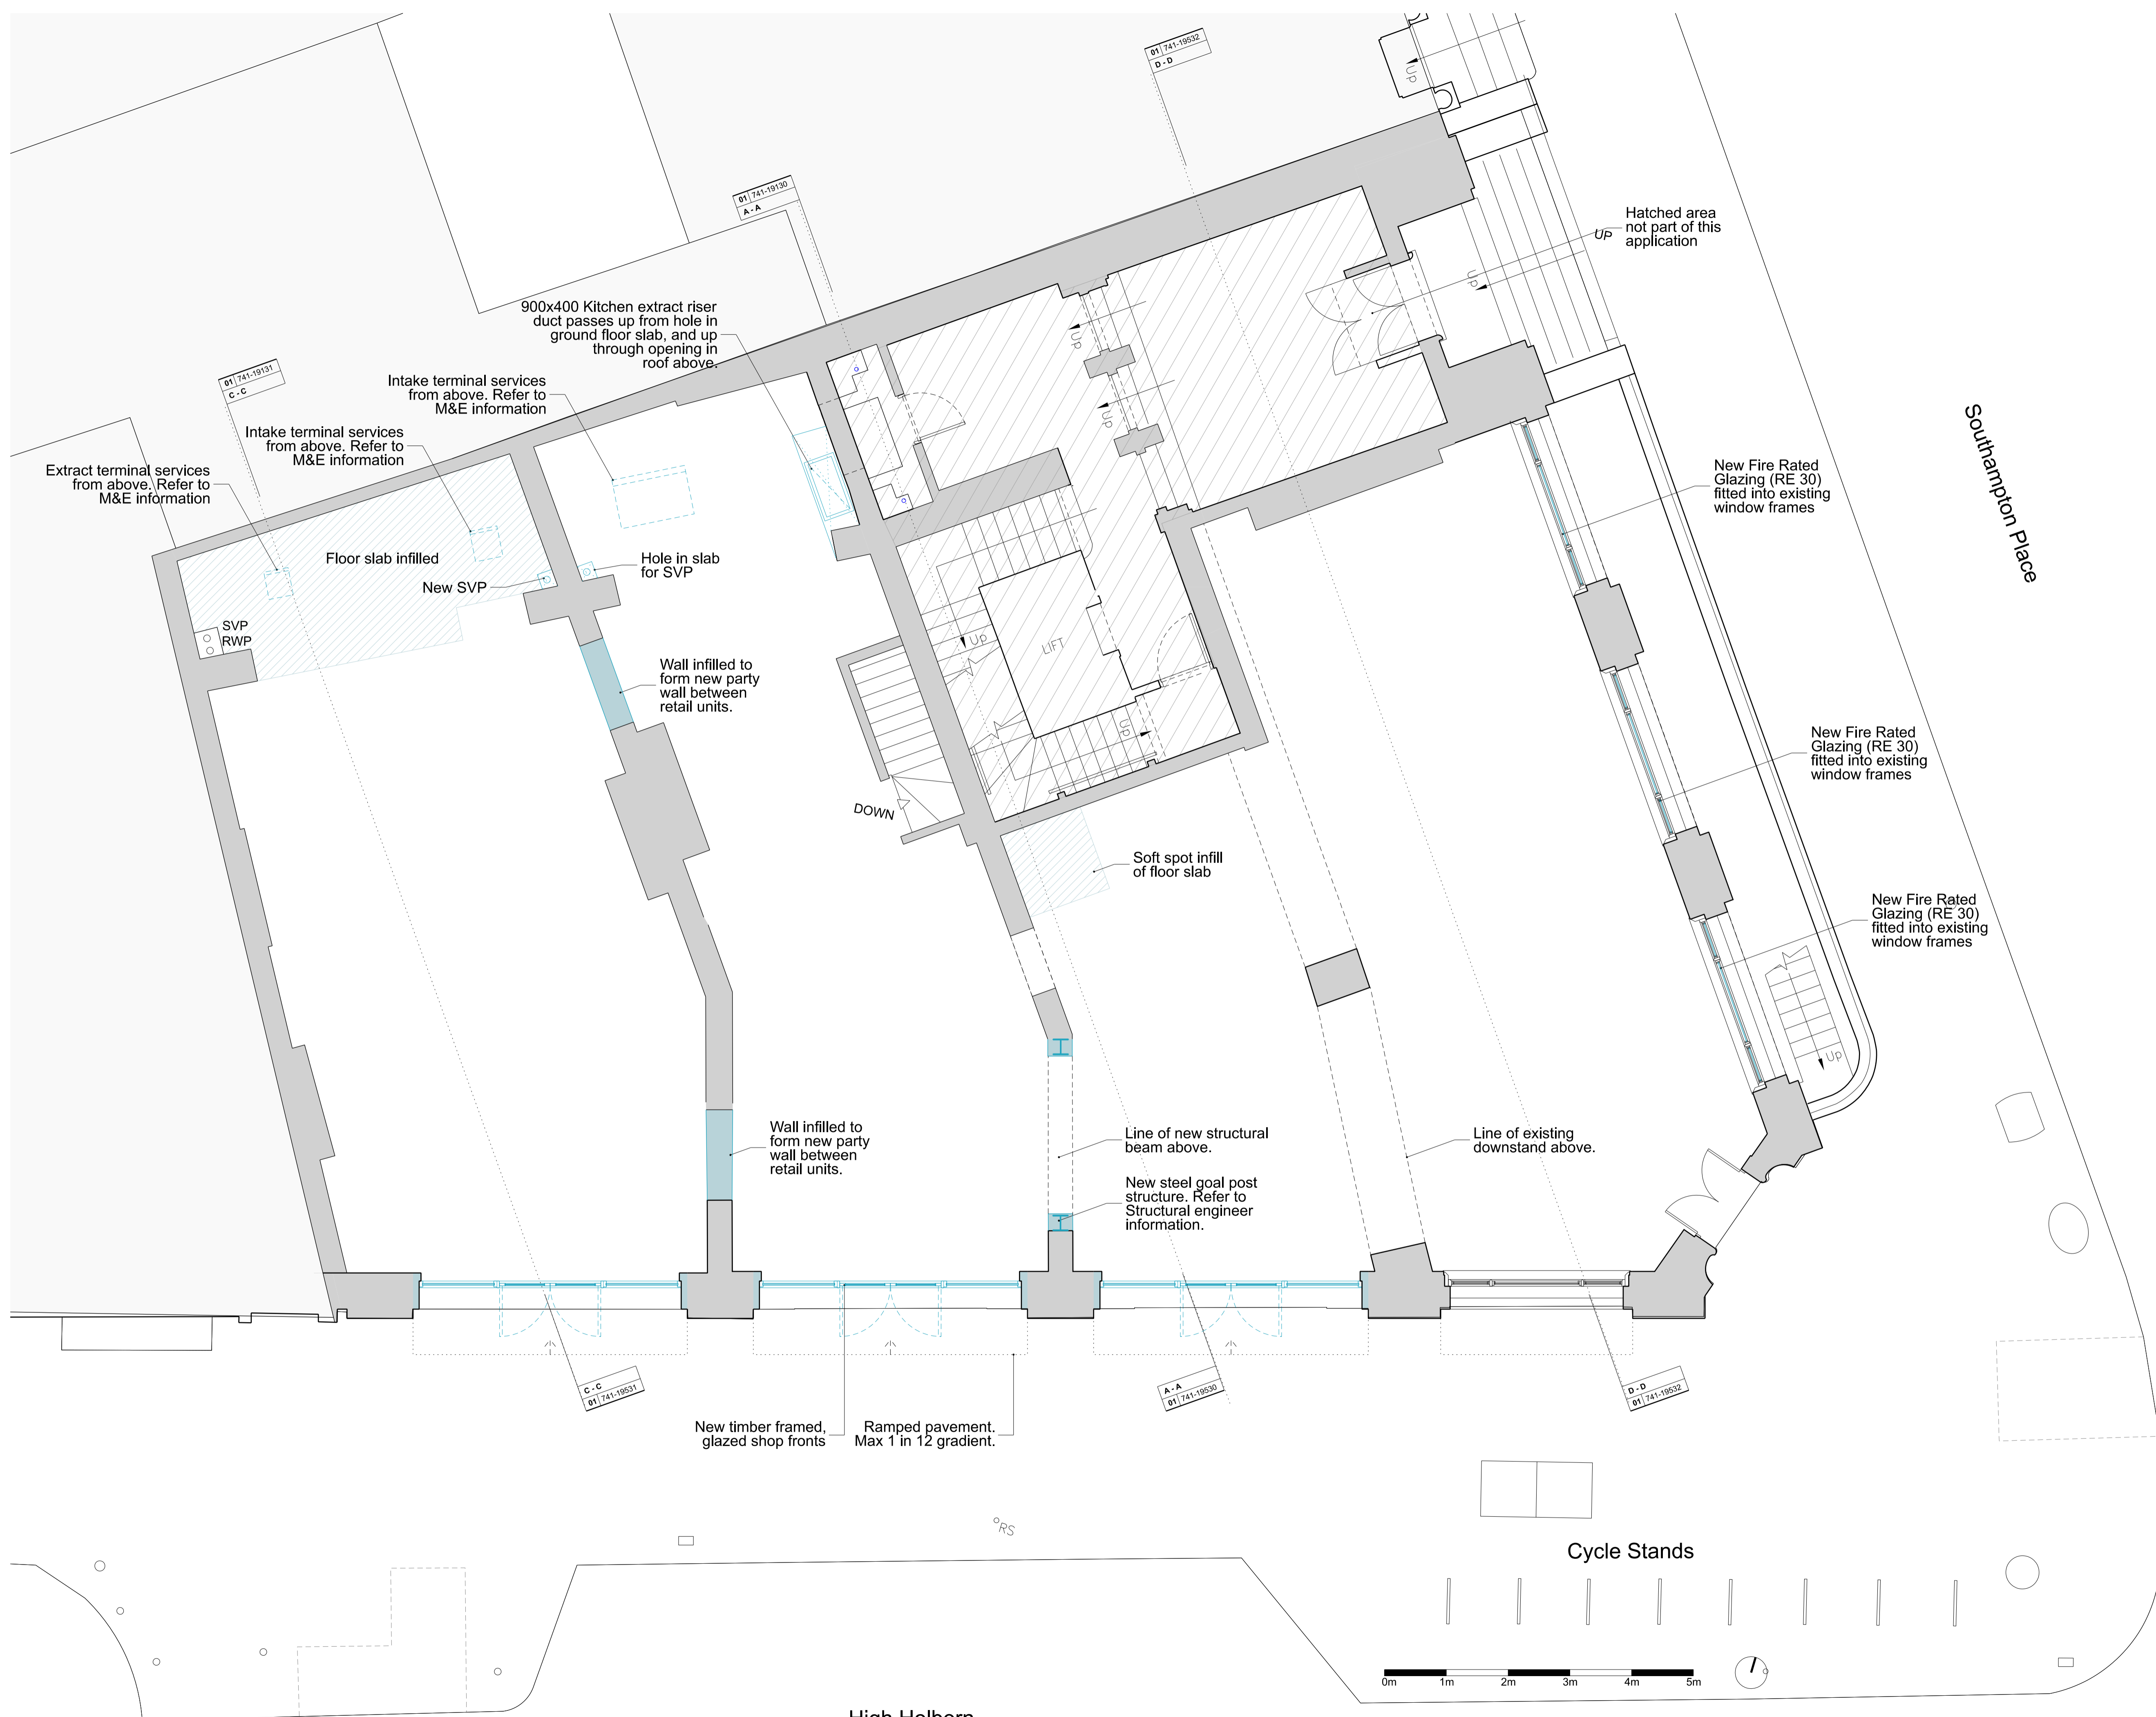 01 741-19532
D - D
Up
01 741-19130
A - A
Hatched area
not part of this
application
UP
Up
900x400 Kitchen extract riser
duct passes up from hole in
ground floor slab, and up
through opening in
roof above.
Up
01 741-19131
C - C
Intake terminal services
from above. Refer to
M&E information
Up
Southampton Place
Intake terminal services
from above. Refer to
M&E information
Extract terminal services
from above. Refer to
M&E information
New Fire Rated
Glazing (RE 30)
fitted into existing
window frames
Floor slab infilled
Hole in slab
for SVP
New SVP
SVP
RWP
Up
LIFT
Wall infilled to
form new party
wall between
retail units.
Up
New Fire Rated
Glazing (RE 30)
fitted into existing
window frames
DOWN
Soft spot infill
of floor slab
New Fire Rated
Glazing (RE 30)
fitted into existing
window frames
Up
Wall infilled to
form new party
wall between
retail units.
Line of new structural
beam above.
Line of existing
downstand above.
New steel goal post
structure. Refer to
Structural engineer
information.
C - C
01 741-19531
A - A
01 741-19530
D - D
01 741-19532
New timber framed,
glazed shop fronts
Ramped pavement.
Max 1 in 12 gradient.
RS
Cycle Stands
0m 1m 2m 3m 4m 5m
High Holborn